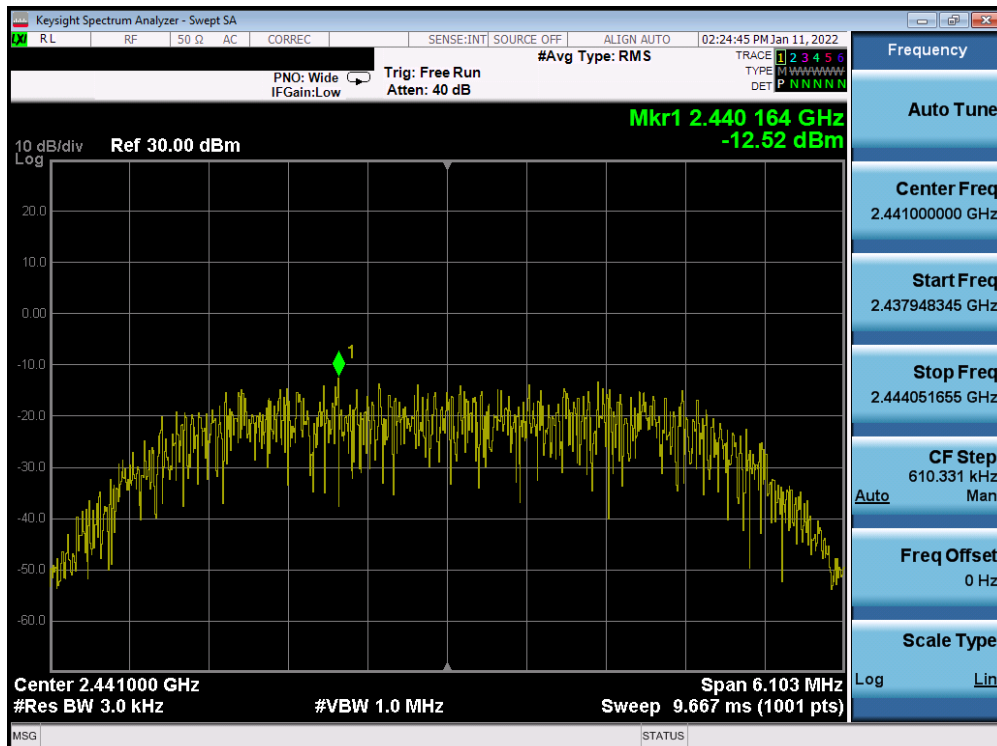 Keysight Spectrum Analyzer - Swept SA
LXI RL RF 50 Ω AC CORREC SENSE:INT SOURCE OFF ALIGN AUTO 02:24:45 PM Jan 11, 2022
#Avg Type: RMS
TRACE 1 2 3 4 5 6
PNO: Wide Trig: Free Run TYPE M WWWWW
IFGain:Low Atten: 40 dB DET P N N N N N
Mkr1 2.440 164 GHz
-12.52 dBm
10 dB/div Ref 30.00 dBm
Log
20.0
10.0
0.00
1
-10.0
-20.0
-30.0
-40.0
-50.0
-60.0
Center 2.441000 GHz Span 6.103 MHz
#Res BW 3.0 kHz #VBW 1.0 MHz Sweep 9.667 ms (1001 pts)
MSG STATUS
Frequency
Auto Tune
Center Freq
2.441000000 GHz
Start Freq
2.437948345 GHz
Stop Freq
2.444051655 GHz
CF Step
610.331 kHz
Auto Man
Freq Offset
0 Hz
Scale Type
Log Lin